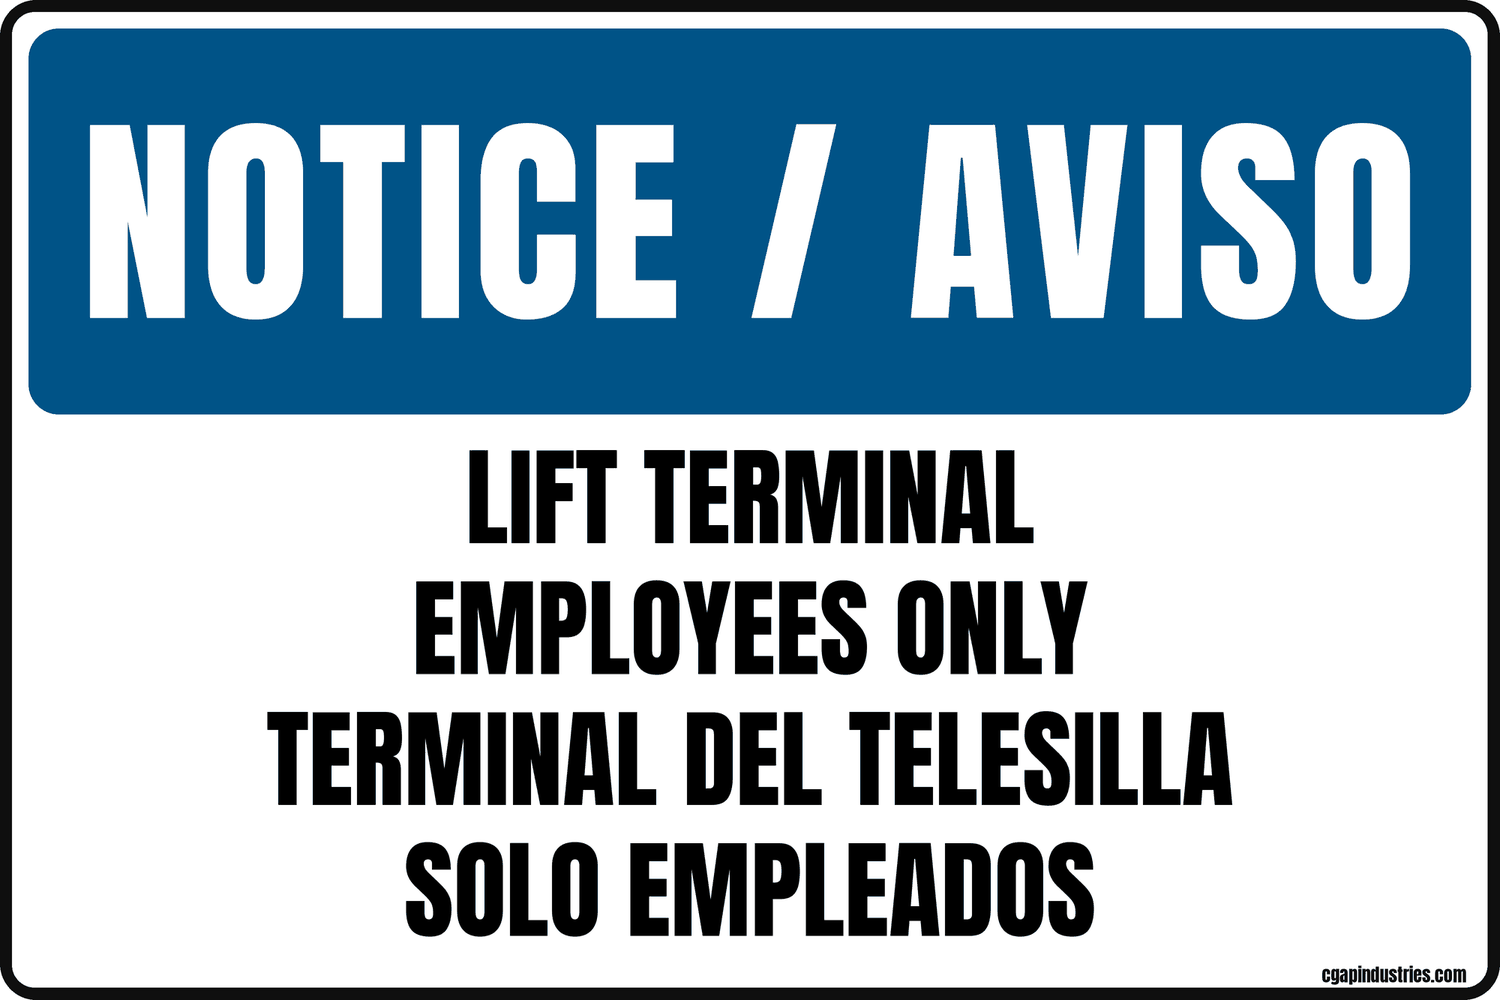 NOTICE / AVISO
LIFT TERMINAL
EMPLOYEES ONLY
TERMINAL DEL TELESILLA
SOLO EMPLEADOS
cgapindustries.com